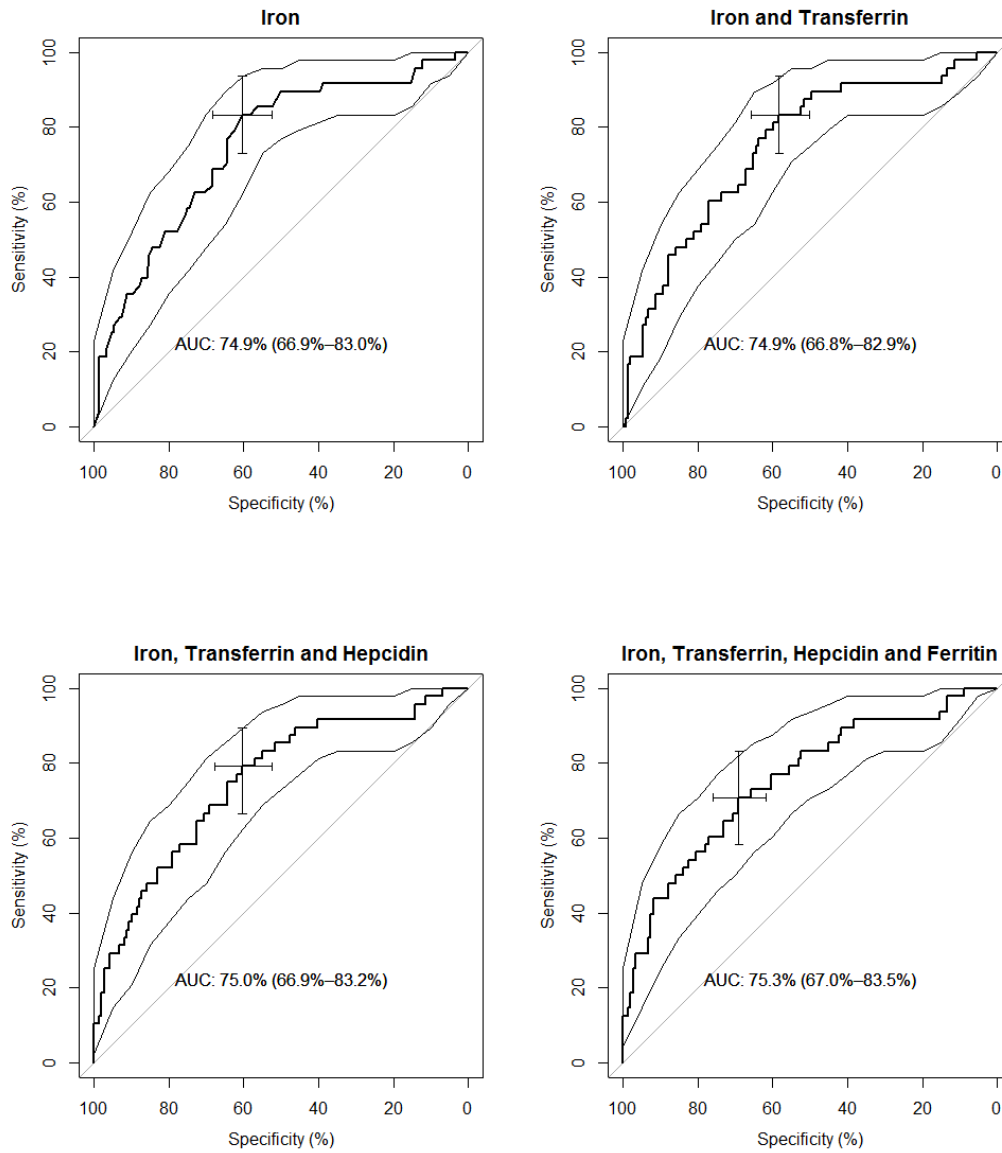 Iron
Sensitivity (%)
100
80
60
40
20
0
AUC: 74.9% (66.9%–83.0%)
100 80 60 40 20 0
Specificity (%)
Iron and Transferrin
Sensitivity (%)
100
80
60
40
20
0
AUC: 74.9% (66.8%–82.9%)
100 80 60 40 20 0
Specificity (%)
Iron, Transferrin and Hepcidin
Sensitivity (%)
100
80
60
40
20
0
AUC: 75.0% (66.9%–83.2%)
100 80 60 40 20 0
Specificity (%)
Iron, Transferrin, Hepcidin and Ferritin
Sensitivity (%)
100
80
60
40
20
0
AUC: 75.3% (67.0%–83.5%)
100 80 60 40 20 0
Specificity (%)